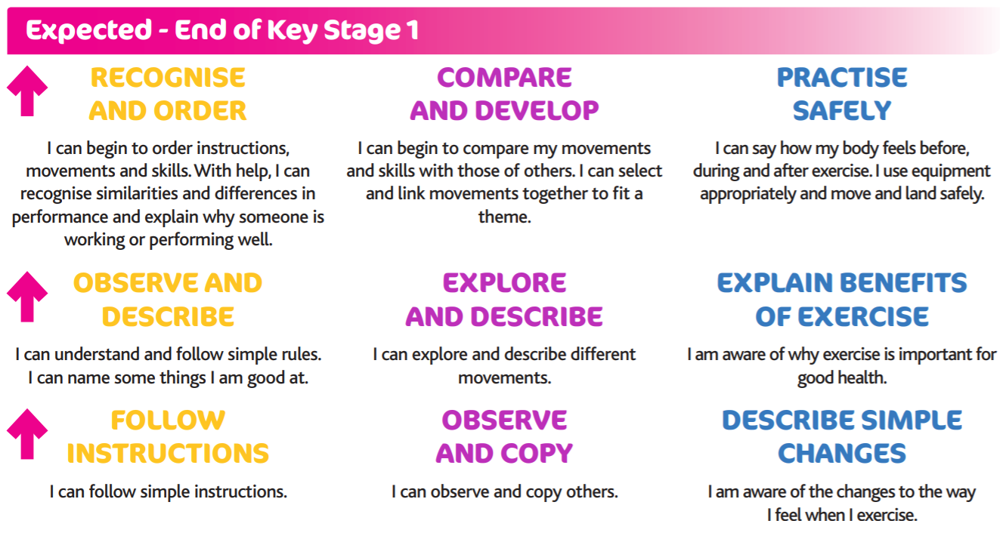 Expected - End of Key Stage 1
RECOGNISE
AND ORDER
I can begin to order instructions,
movements and skills. With help, I can
recognise similarities and differences in
performance and explain why someone is
working or performing well.
COMPARE
AND DEVELOP
I can begin to compare my movements
and skills with those of others. I can select
and link movements together to fit a
theme.
PRACTISE
SAFELY
I can say how my body feels before,
during and after exercise. I use equipment
appropriately and move and land safely.
OBSERVE AND
DESCRIBE
I can understand and follow simple rules.
I can name some things I am good at.
EXPLORE
AND DESCRIBE
I can explore and describe different
movements.
EXPLAIN BENEFITS
OF EXERCISE
I am aware of why exercise is important for
good health.
FOLLOW
INSTRUCTIONS
I can follow simple instructions.
OBSERVE
AND COPY
I can observe and copy others.
DESCRIBE SIMPLE
CHANGES
I am aware of the changes to the way
I feel when I exercise.